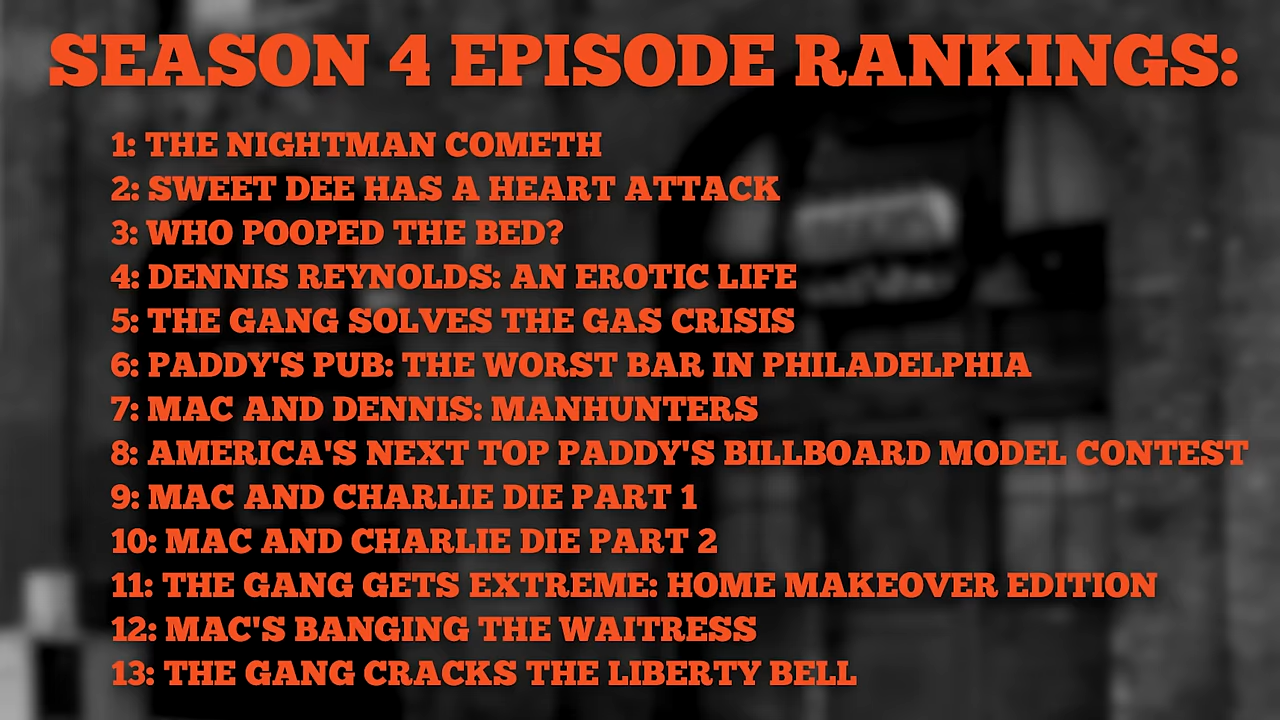 SEASON 4 EPISODE RANKINGS:
1: THE NIGHTMAN COMETH
2: SWEET DEE HAS A HEART ATTACK
3: WHO POOPED THE BED?
4: DENNIS REYNOLDS: AN EROTIC LIFE
5: THE GANG SOLVES THE GAS CRISIS
6: PADDY'S PUB: THE WORST BAR IN PHILADELPHIA
7: MAC AND DENNIS: MANHUNTERS
8: AMERICA'S NEXT TOP PADDY'S BILLBOARD MODEL CONTEST
9: MAC AND CHARLIE DIE PART 1
10: MAC AND CHARLIE DIE PART 2
11: THE GANG GETS EXTREME: HOME MAKEOVER EDITION
12: MAC'S BANGING THE WAITRESS
13: THE GANG CRACKS THE LIBERTY BELL